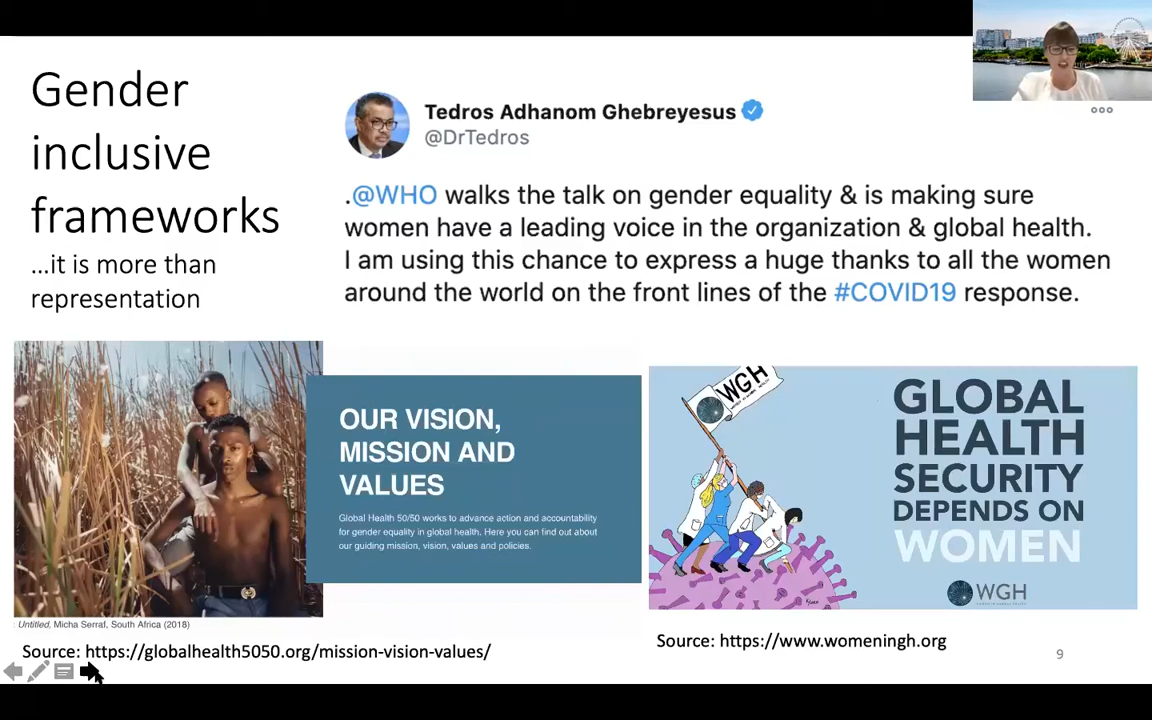 Gender
inclusive
frameworks
...it is more than
representation
Tedros Adhanom Ghebreyesus
@DrTedros
.@WHO walks the talk on gender equality & is making sure
women have a leading voice in the organization & global health.
I am using this chance to express a huge thanks to all the women
around the world on the front lines of the #COVID19 response.
OUR VISION,
MISSION AND
VALUES
Global Health 50/50 works to advance action and accountability
for gender equality in global health. Here you can find out about
our guiding mission, vision, values and policies.
: Untitled, Micha Serraf, South Africa (2018)
Source: https://globalhealth5050.org/mission-vision-values/
WGH
GLOBAL
HEALTH
SECURITY
DEPENDS ON
WOMEN
WGH
Source: https://www.womeningh.org
9